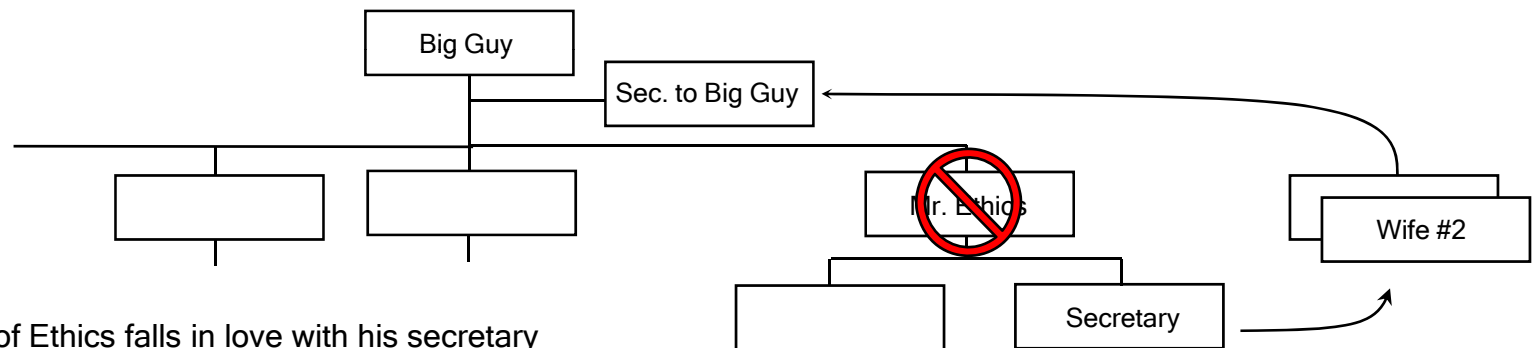 Big Guy
Sec. to Big Guy
Mr. Ethics
Wife #2
Secretary
of Ethics falls in love with his secretary